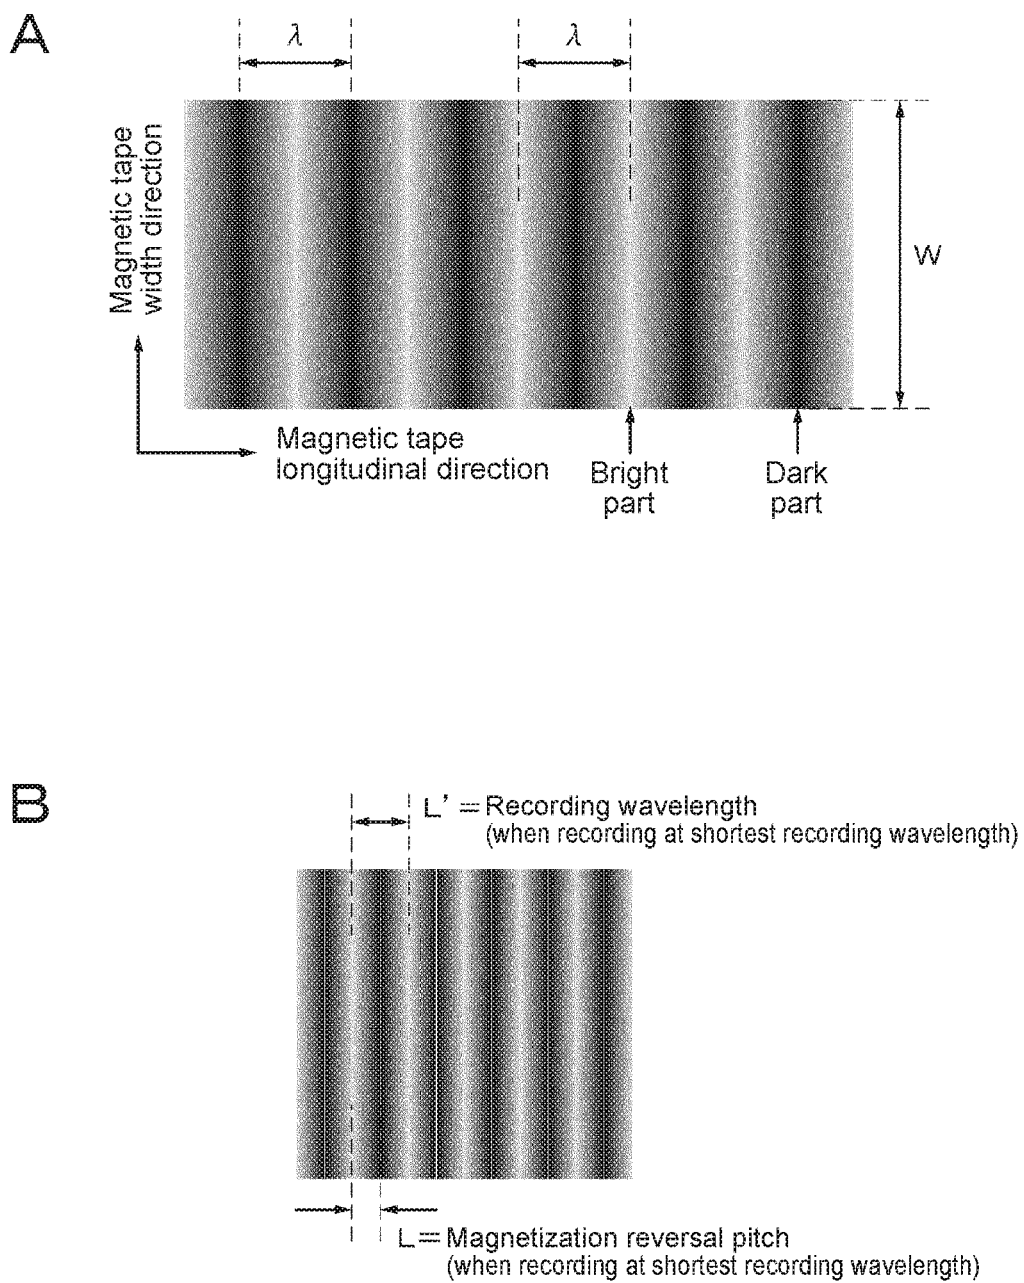 A
λ
λ
Magnetic tape
width direction
W
Magnetic tape
longitudinal direction
Bright
part
Dark
part
B
L' = Recording wavelength
(when recording at shortest recording wavelength)
L = Magnetization reversal pitch
(when recording at shortest recording wavelength)